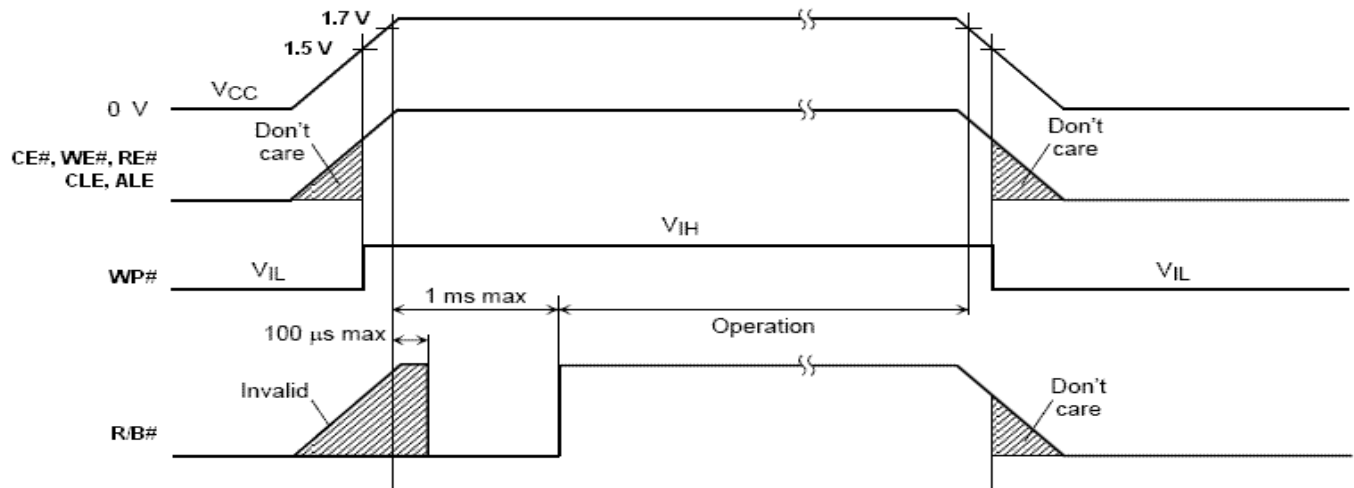 1.7 V
1.5 V
VCC
0 V
Don't
care
Don't
care
CE#, WE#, RE#
CLE, ALE
VIH
WP#
VIL
VIL
1 ms max
Operation
100 μs max
Invalid
Don't
care
R/B#